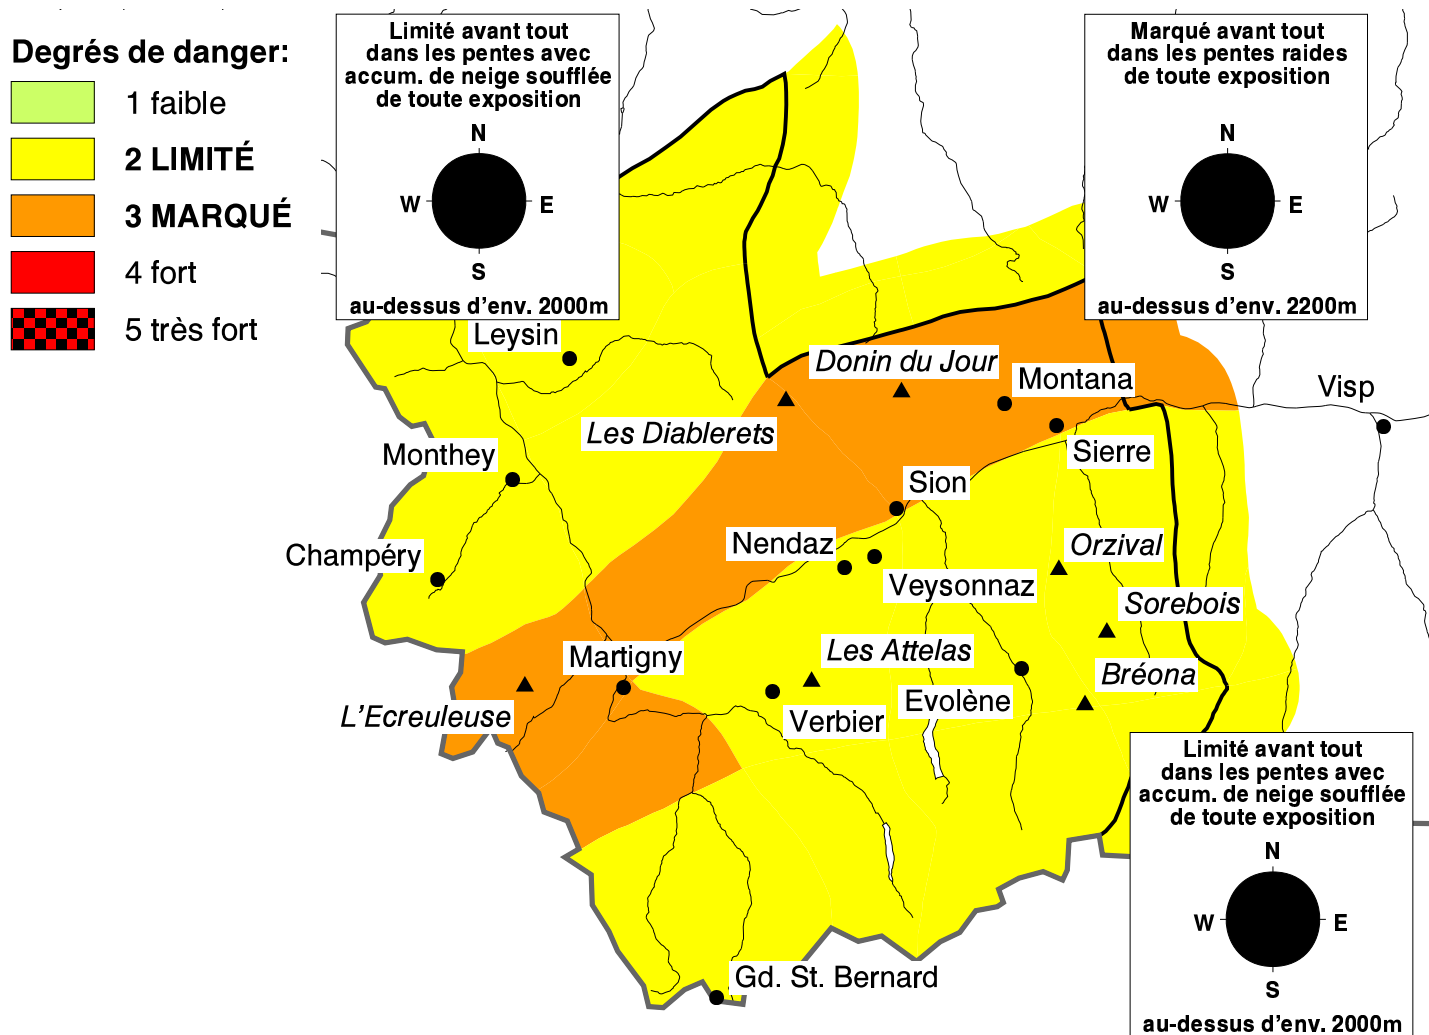 Degrés de danger:
1 faible
2 LIMITÉ
3 MARQUÉ
4 fort
5 très fort
Limité avant tout
dans les pentes avec
accum. de neige soufflée
de toute exposition
N
W E
S
au-dessus d'env. 2000m
Marqué avant tout
dans les pentes raides
de toute exposition
N
W E
S
au-dessus d'env. 2200m
Leysin
Donin du Jour
Montana
Visp
Les Diablerets
Monthey
Sierre
Sion
Champéry
Nendaz
Orzival
Veysonnaz
Sorebois
Martigny
Les Attelas
Bréona
L'Ecreuleuse
Verbier
Evolène
Limité avant tout
dans les pentes avec
accum. de neige soufflée
de toute exposition
N
W E
S
au-dessus d'env. 2000m
Gd. St. Bernard